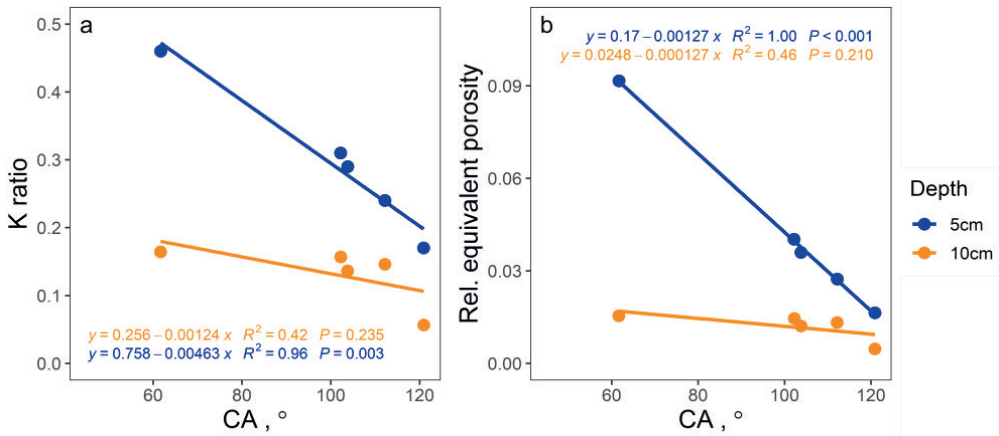 a
0.5
0.4
0.3
0.2
0.1
0.0
K ratio
y = 0.256 – 0.00124 x R² = 0.42 P = 0.235
y = 0.758 – 0.00463 x R² = 0.96 P = 0.003
60
80
100
120
CA , °
b
y = 0.17 – 0.00127 x R² = 1.00 P < 0.001
y = 0.0248 – 0.000127 x R² = 0.46 P = 0.210
0.09
0.06
0.03
0.00
Rel. equivalent porosity
60
80
100
120
CA , °
Depth
5cm
10cm